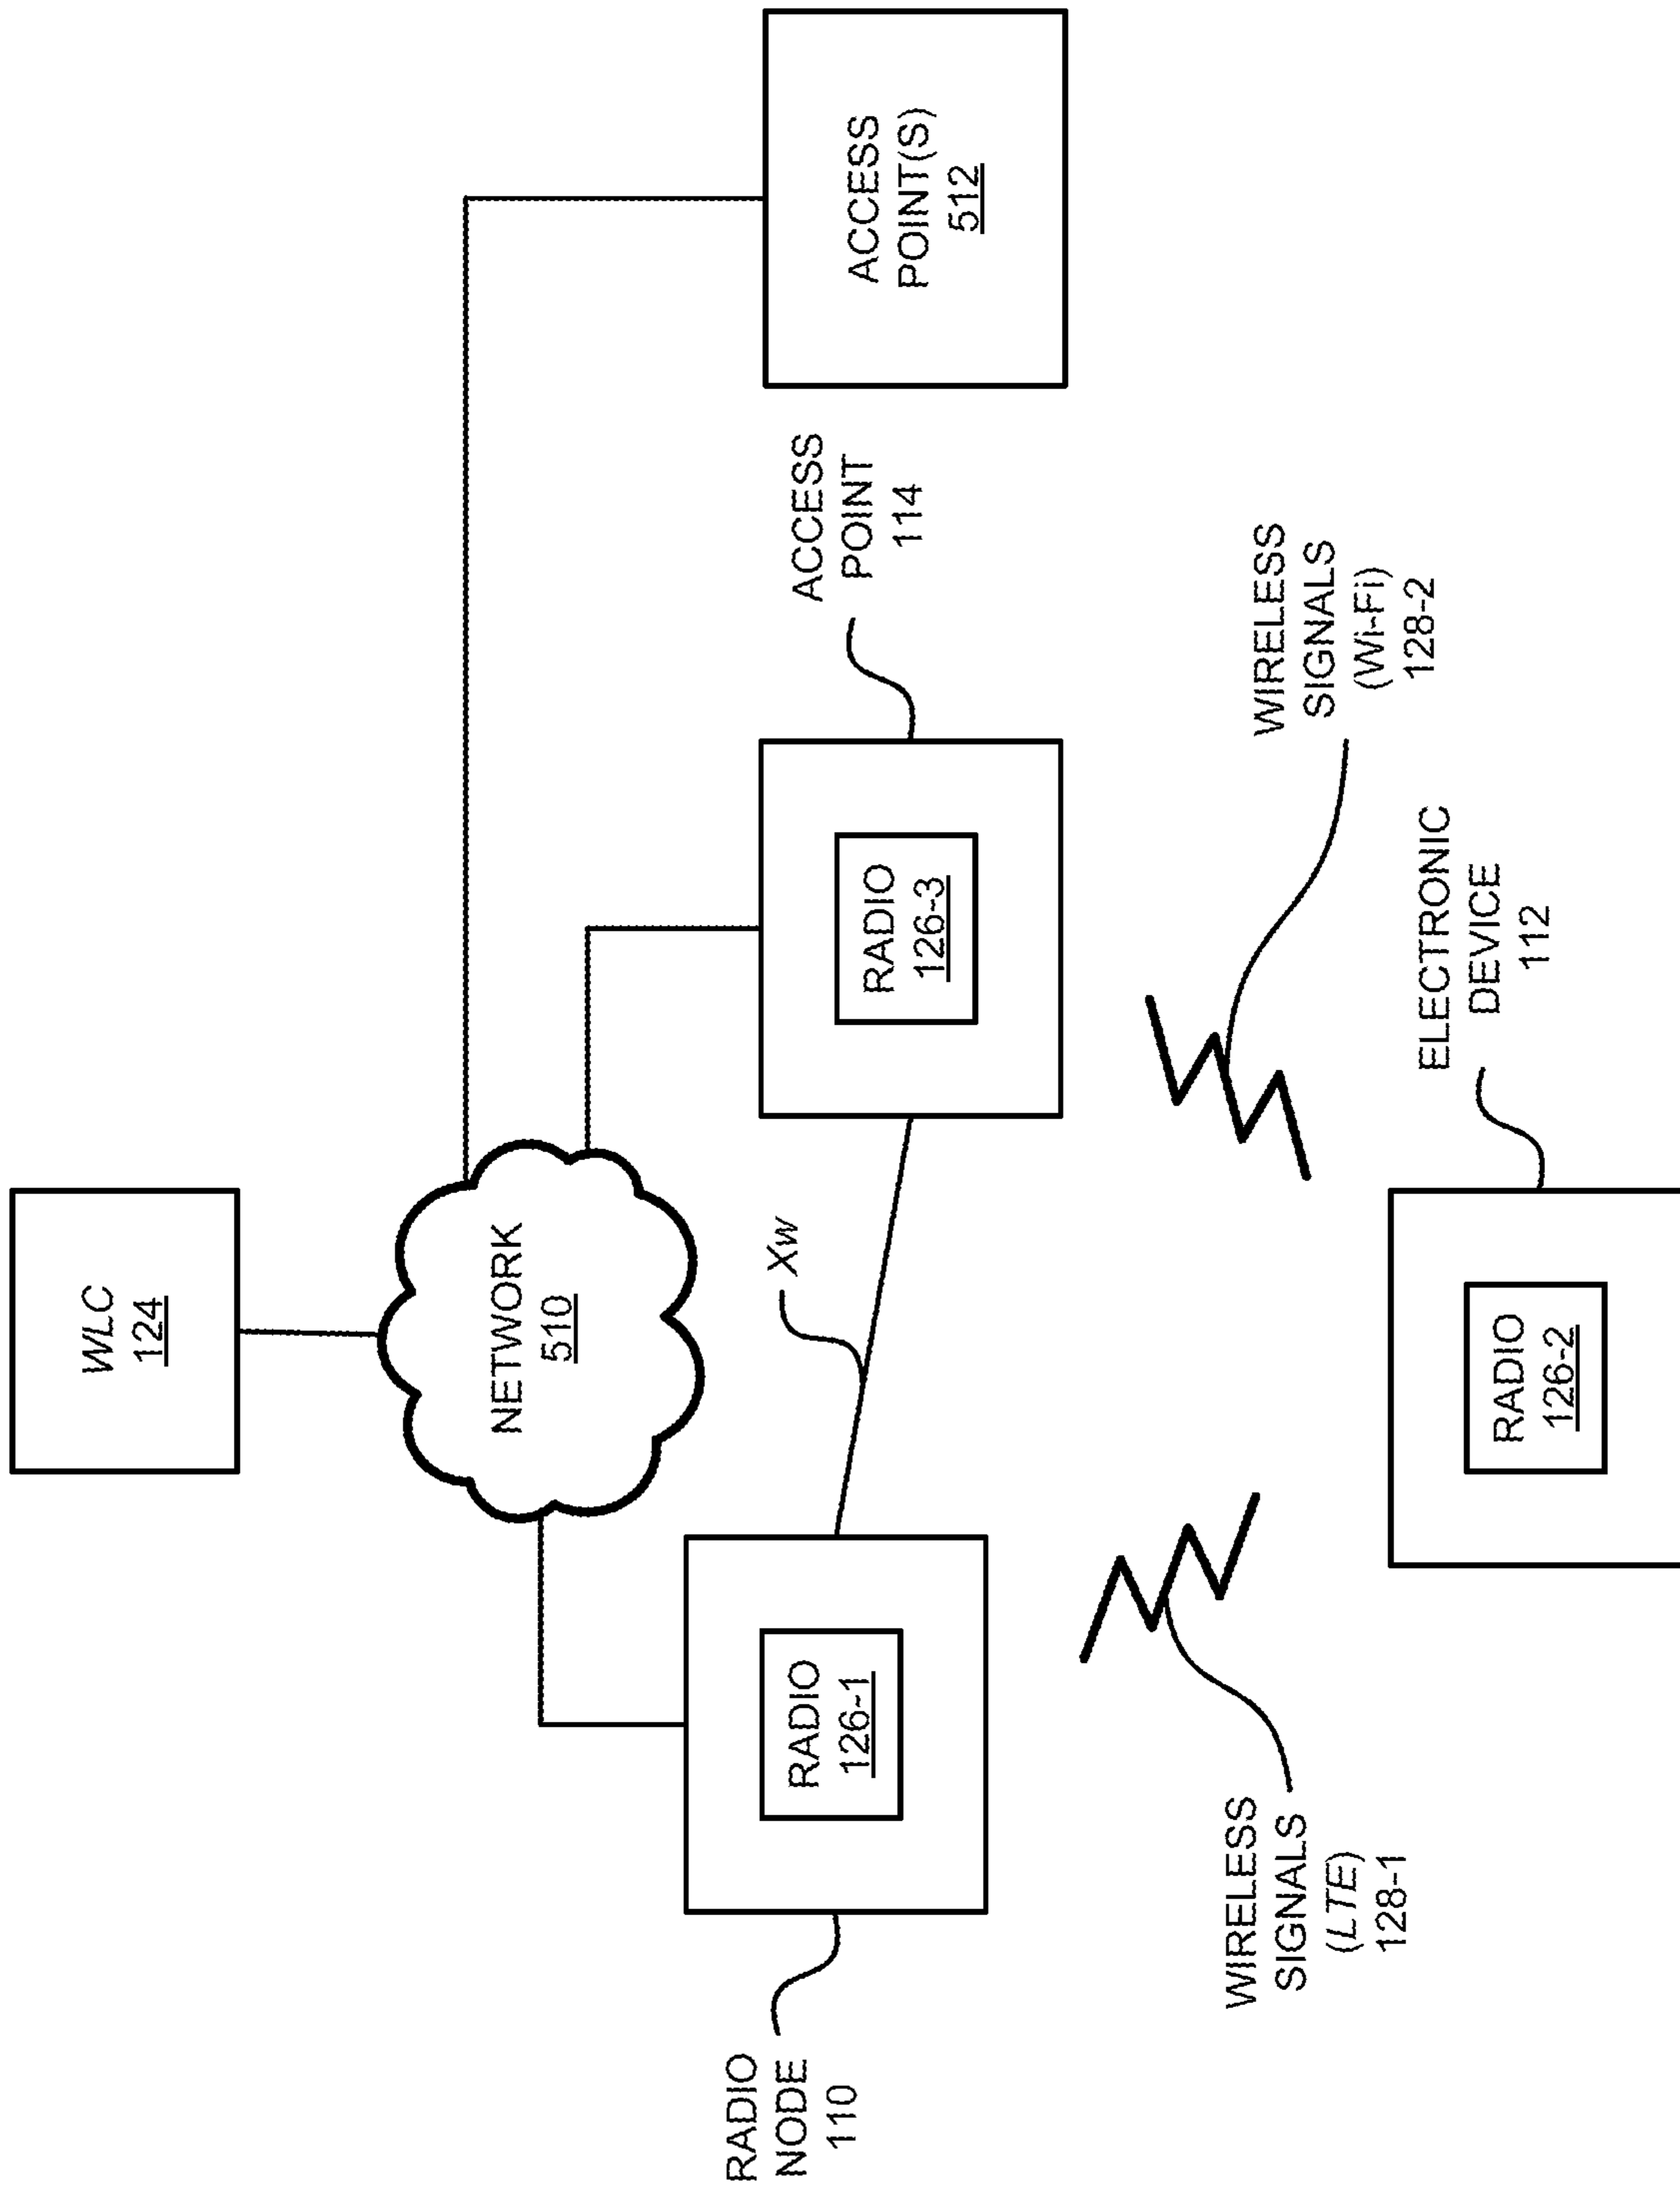 WLC
124
NETWORK
510
RADIO
NODE
110
RADIO
126-1
Xw
RADIO
126-3
ACCESS
POINT
114
ACCESS
POINT(S)
512
WIRELESS
SIGNALS
(LTE)
128-1
RADIO
126-2
ELECTRONIC
DEVICE
112
WIRELESS
SIGNALS
(Wi-Fi)
128-2